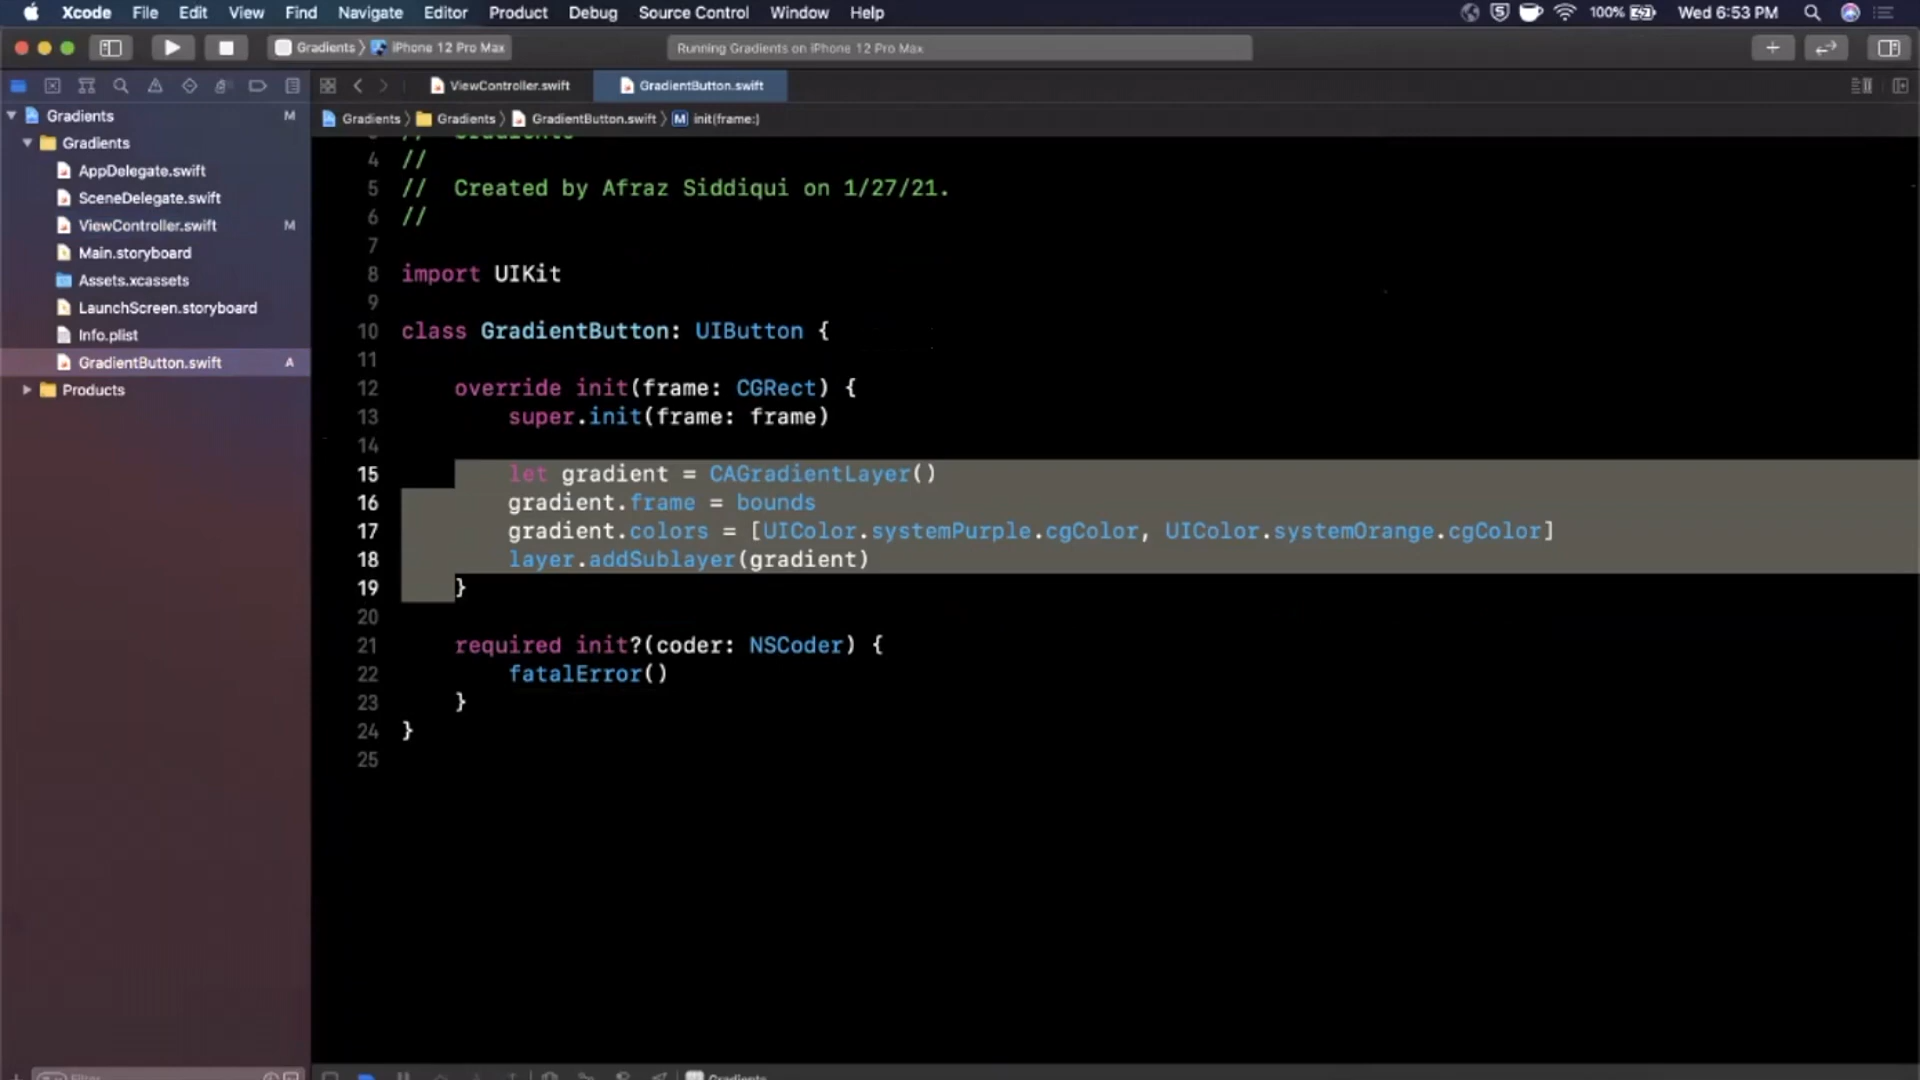 Xcode File Edit View Find Navigate Editor Product Debug Source Control Window Help 100% Wed 6:53 PM
Gradients iPhone 12 Pro Max Running Gradients on iPhone 12 Pro Max
ViewController.swift GradientButton.swift
Gradients M
Gradients Gradients GradientButton.swift M init(frame:)
Gradients
AppDelegate.swift
SceneDelegate.swift
ViewController.swift M
Main.storyboard
Assets.xcassets
LaunchScreen.storyboard
Info.plist
GradientButton.swift A
Products
4 //
5 // Created by Afraz Siddiqui on 1/27/21.
6 //
7
8 import UIKit
9
10 class GradientButton: UIButton {
11
12 override init(frame: CGRect) {
13 super.init(frame: frame)
14
15 let gradient = CAGradientLayer()
16 gradient.frame = bounds
17 gradient.colors = [UIColor.systemPurple.cgColor, UIColor.systemOrange.cgColor]
18 layer.addSublayer(gradient)
19 }
20
21 required init?(coder: NSCoder) {
22 fatalError()
23 }
24 }
25
Gradients